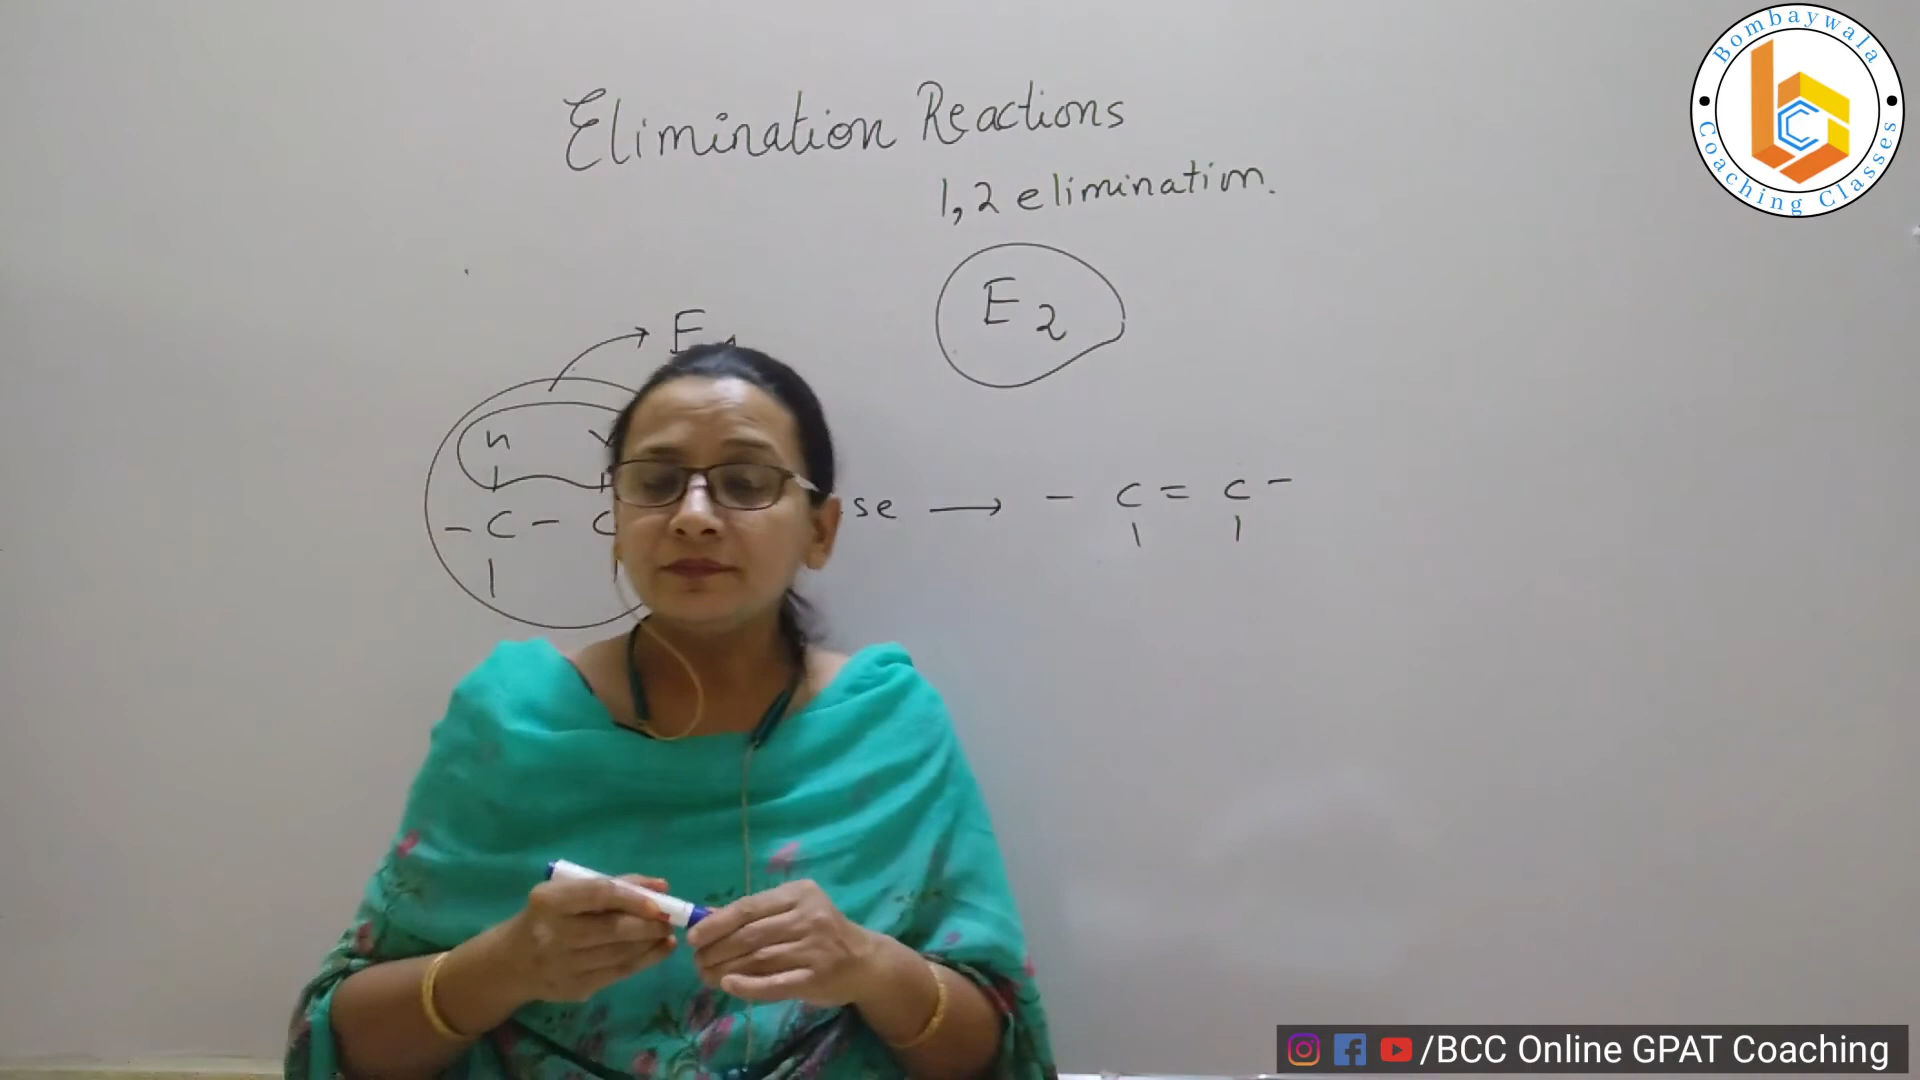 Elimination Reactions
1,2 elimination.
E2
E
H
- C - C
se → - C = C -
Bombaywala
Coaching Classes
/BCC Online GPAT Coaching